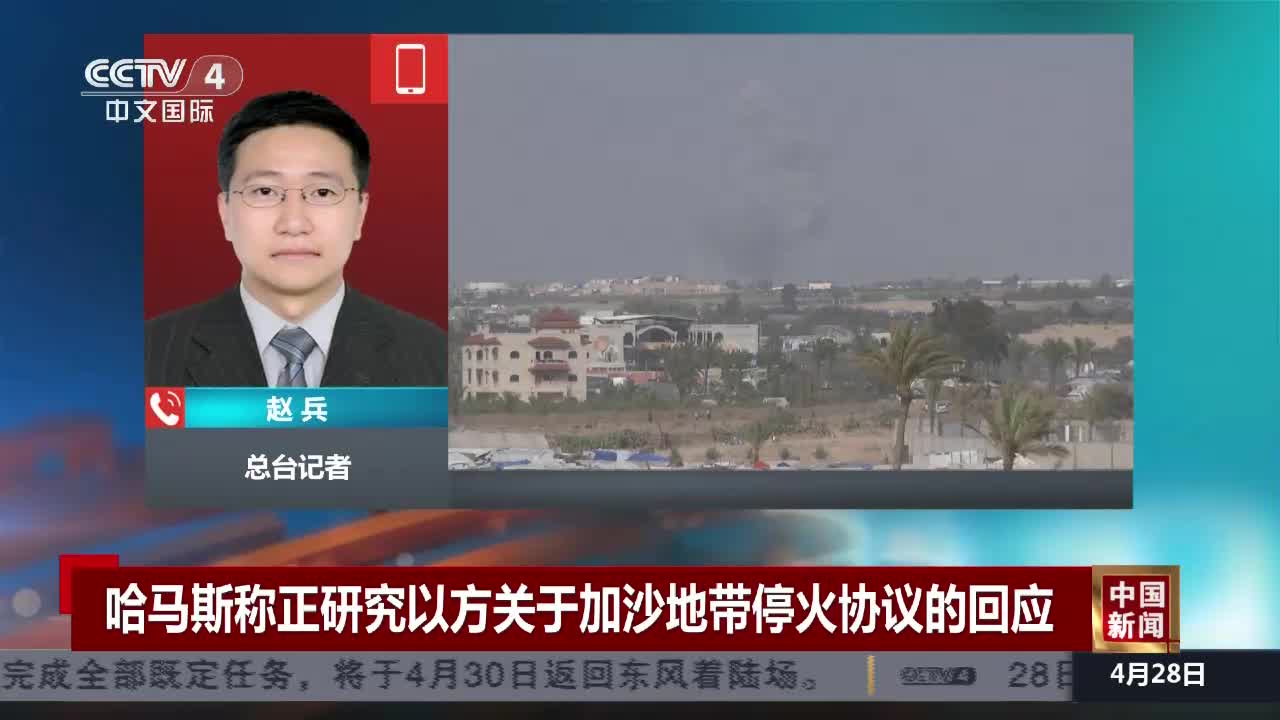 CCTV 4
中文国际
赵兵
总台记者
哈马斯称正研究以方关于加沙地带停火协议的回应
中国
新闻
完成全部既定任务，将于4月30日返回东风着陆场。 CCTV4 28日
4月28日